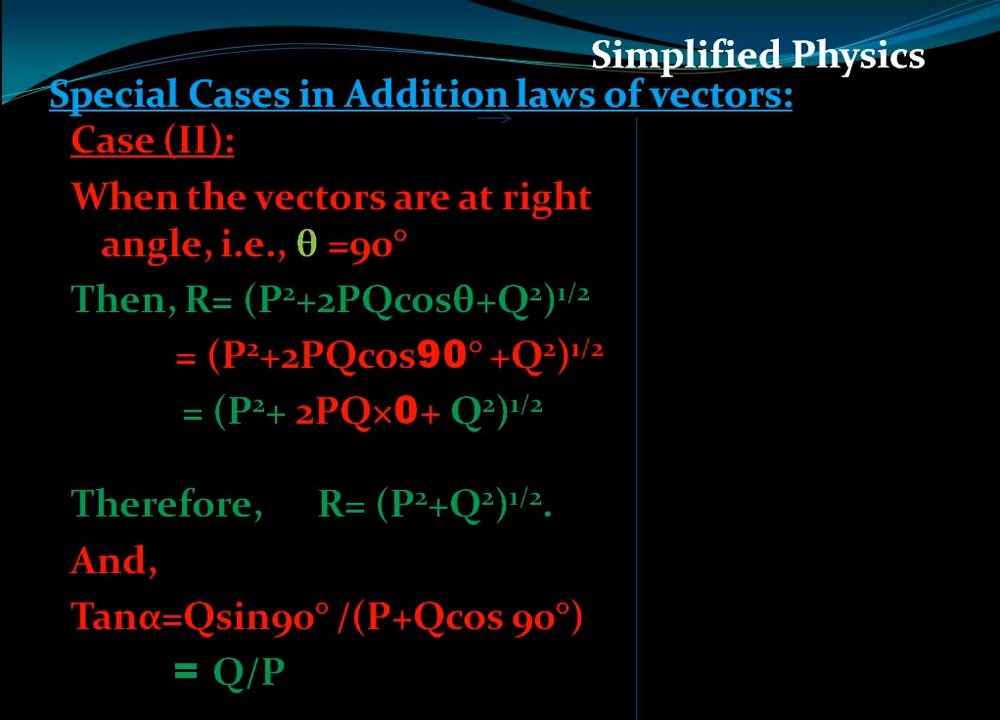 Simplified Physics
Special Cases in Addition laws of vectors:
Case (II):
When the vectors are at right
angle, i.e., θ =90°
Then, R= (P²+2PQcosθ+Q²)¹/²
= (P²+2PQcos90° +Q²)¹/²
= (P²+ 2PQ×0+ Q²)¹/²
Therefore, R= (P²+Q²)¹/².
And,
Tanα=Qsin90° /(P+Qcos 90°)
= Q/P